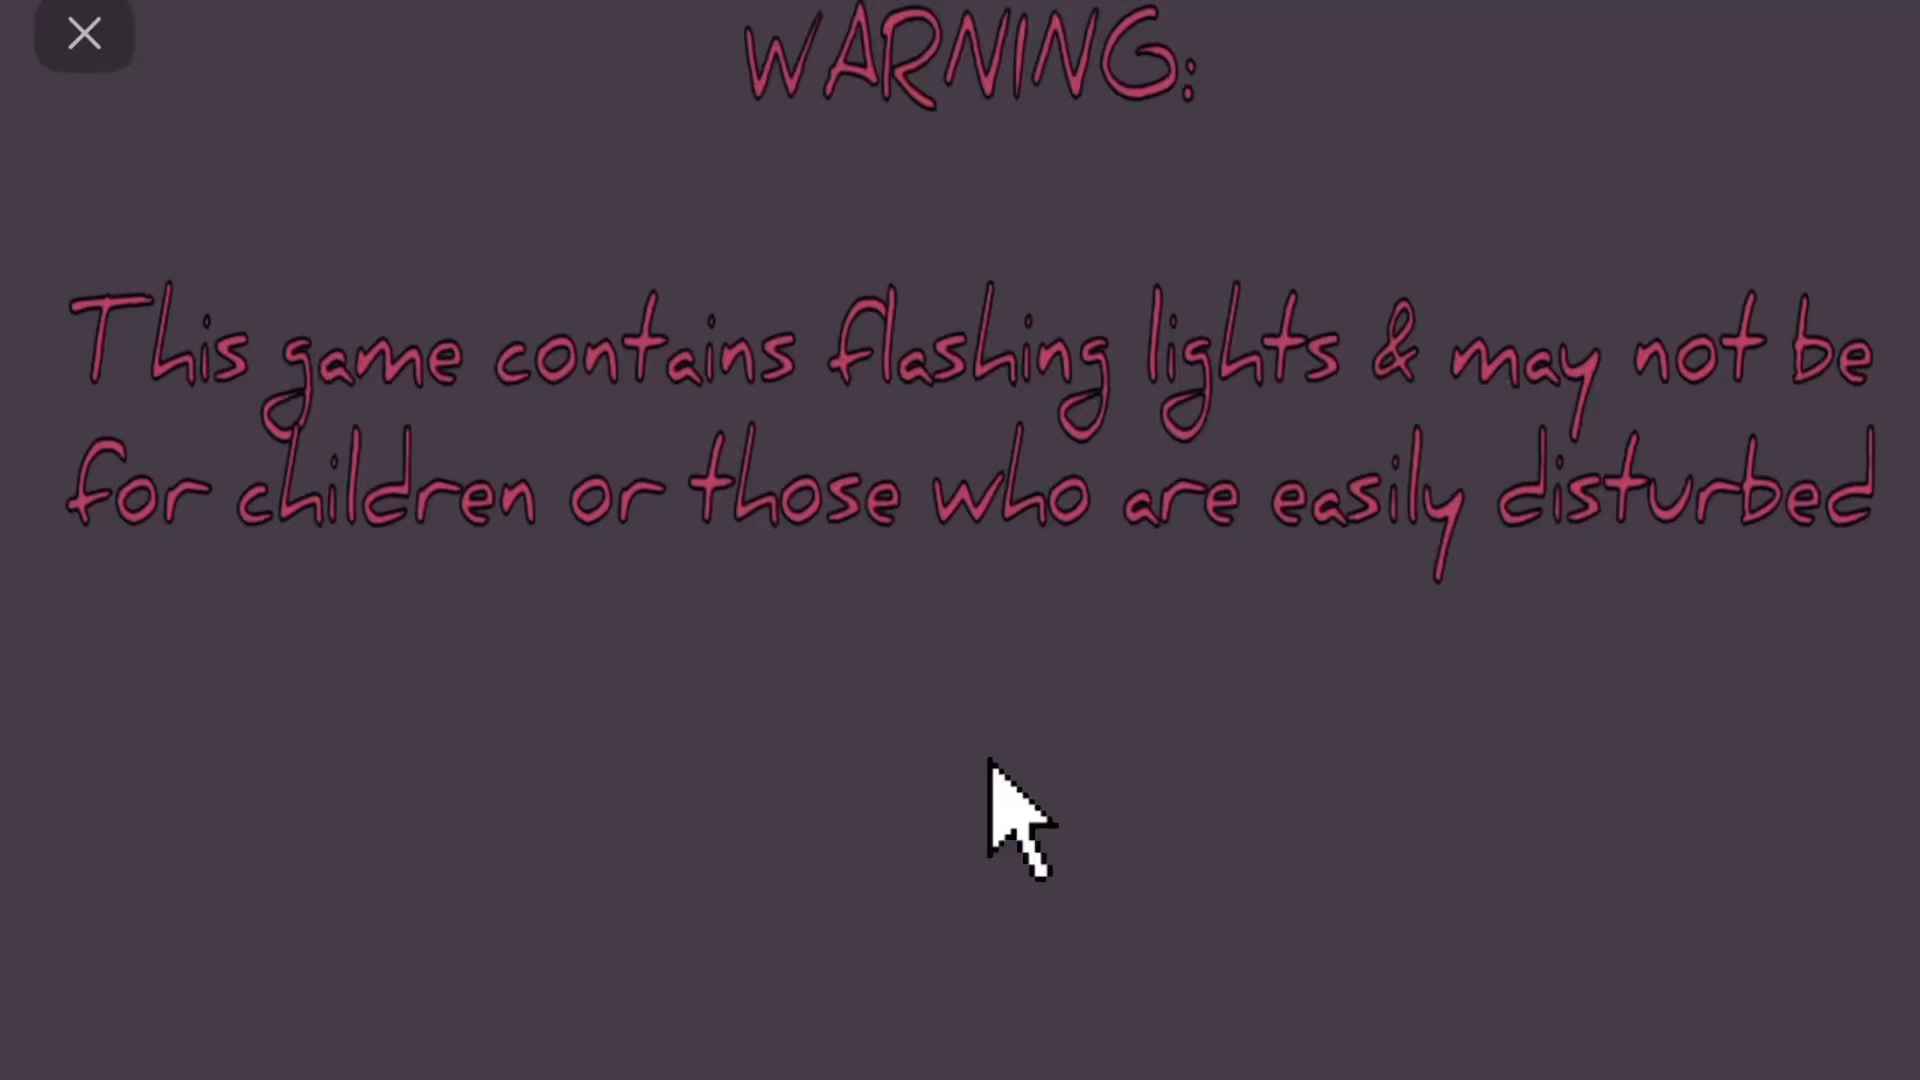 WARNING:
This game contains flashing lights & may not be
for children or those who are easily disturbed